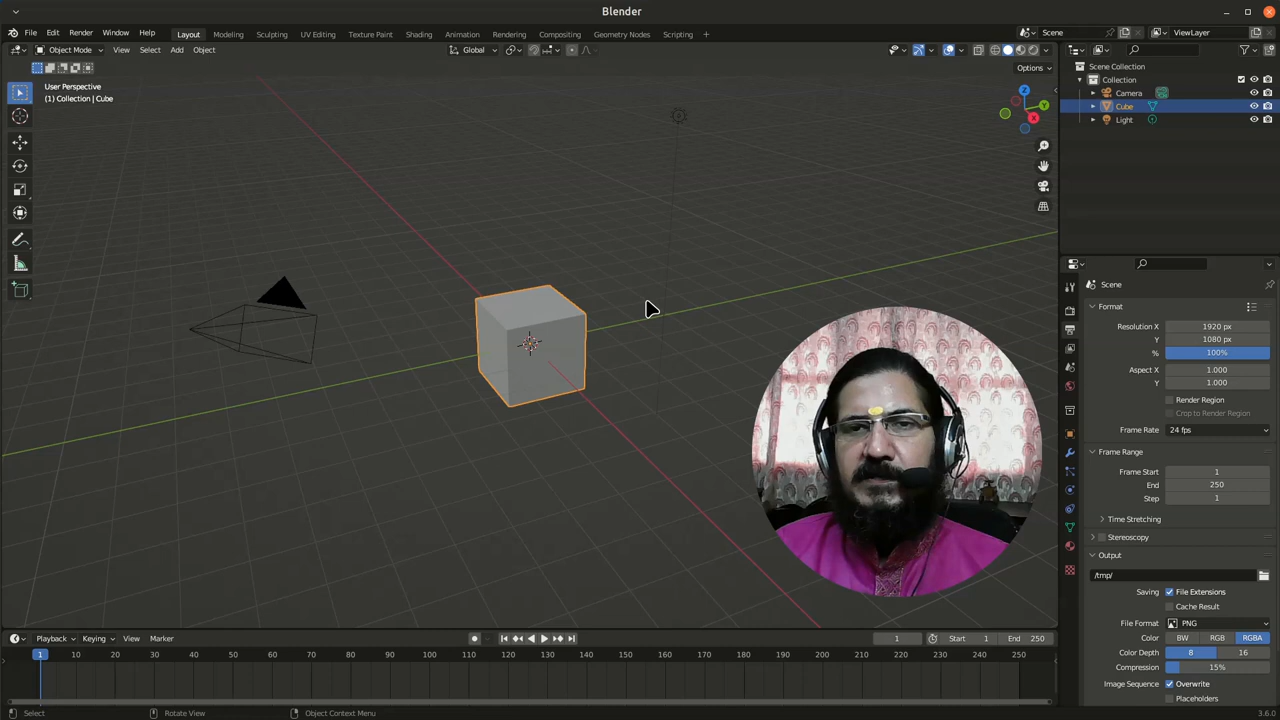 Blender
File Edit Render Window Help Layout Modeling Sculpting UV Editing Texture Paint Shading Animation Compositing Rendering Geometry Nodes Scripting + Scene ViewLayer
Object Mode View Select Add Object Global
Options
User Perspective
(1) Collection | Cube
Z
Y
X
Scene Collection
Collection
Camera
Cube
Light
Scene
Format
Resolution X 1920 px
Y 1080 px
% 100%
Aspect X 1.000
Y 1.000
Render Region
Crop to Render Region
Frame Rate 24 fps
Frame Range
Frame Start 1
End 250
Step 1
Time Stretching
Stereoscopy
Output
/tmp/
Saving File Extensions
Cache Result
File Format PNG
Color BW RGB RGBA
Color Depth 8 16
Compression 15%
Image Sequence Overwrite
Placeholders
Playback Keying View Marker 1 Start 1 End 250
1 10 20 30 40 50 60 70 80 90 100 110 120 130 140 150 160 170 180 190 200 210 220 230 240 250
Select Rotate View Object Context Menu 3.6.0